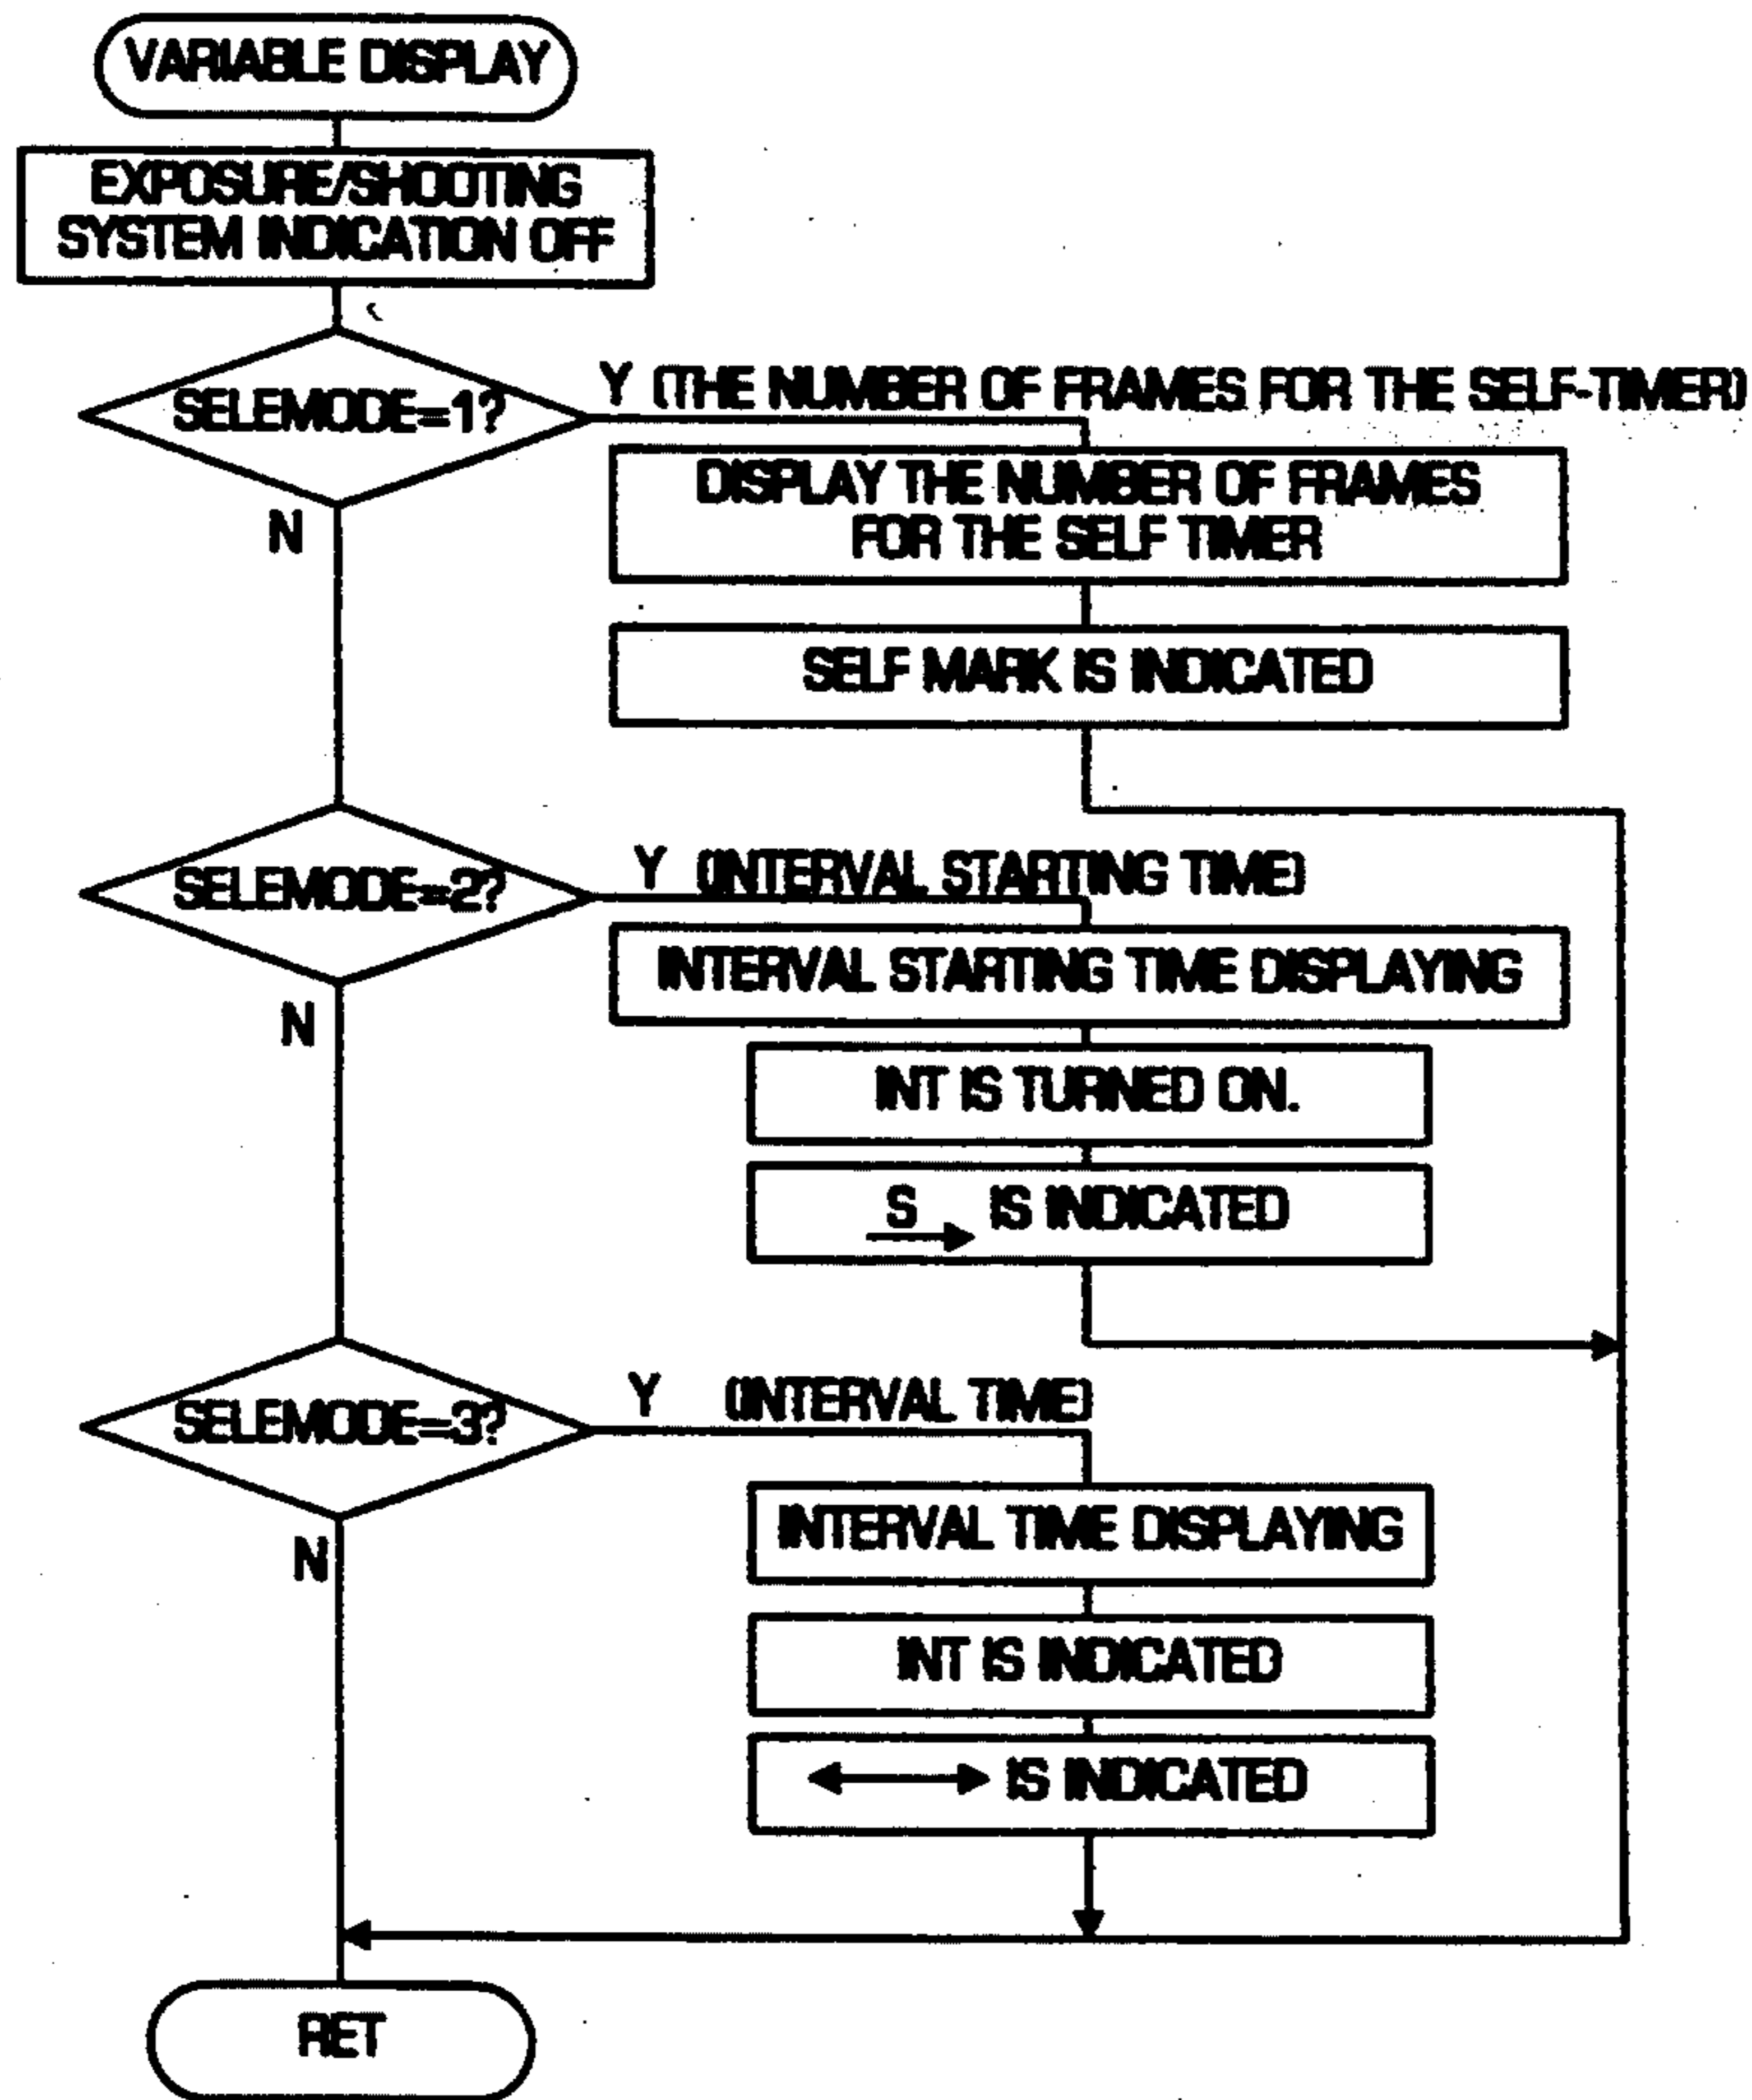 VARIABLE DISPLAY
EXPOSURE/SHOOTING
SYSTEM INDICATION OFF
SELEMODE=1?
Y (THE NUMBER OF FRAMES FOR THE SELF-TIMER)
DISPLAY THE NUMBER OF FRAMES
FOR THE SELF TIMER
N
SELF MARK IS INDICATED
SELEMODE=2?
Y (INTERVAL STARTING TIME)
INTERVAL STARTING TIME DISPLAYING
N
INT IS TURNED ON.
S IS INDICATED
SELEMODE=3?
Y (INTERVAL TIME)
INTERVAL TIME DISPLAYING
N
INT IS INDICATED
IS INDICATED
RET